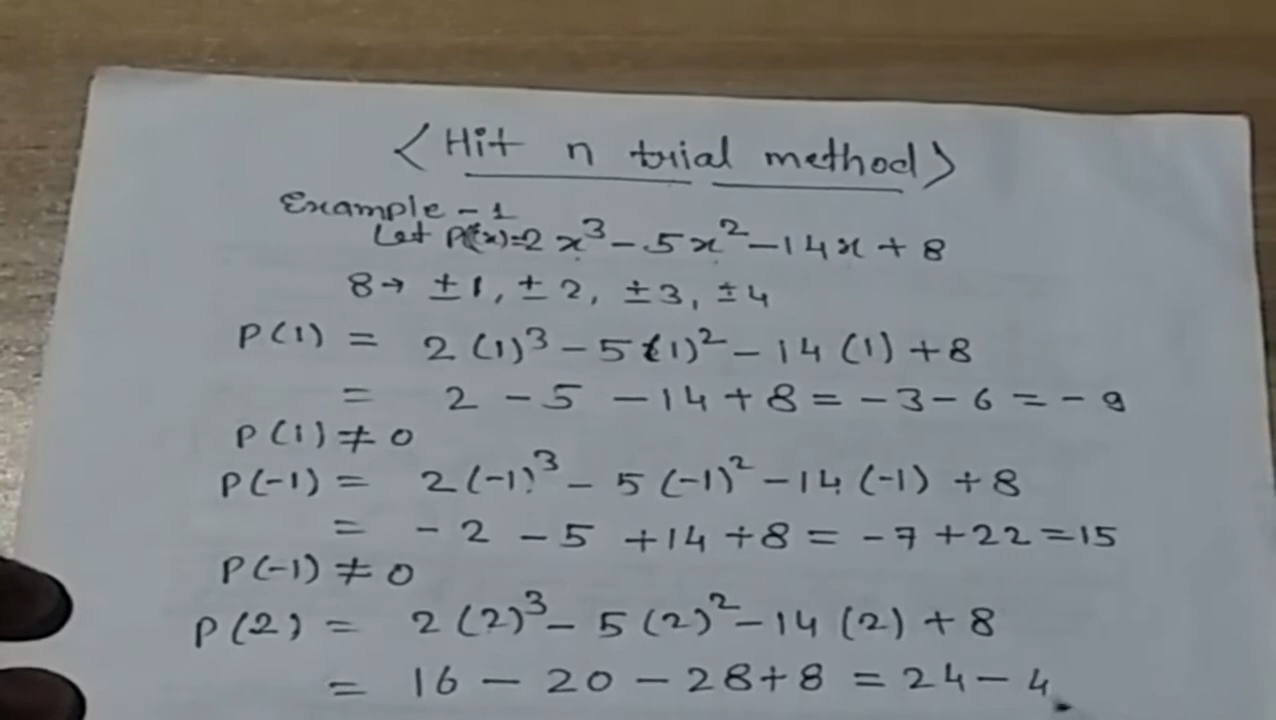 <Hit n trial method>
Example - 1
Let P(x)=2x³ - 5x² - 14x + 8
8→ ±1, ±2, ±3, ±4
P(1) = 2(1)³ - 5(1)² - 14(1) + 8
= 2 - 5 - 14 + 8 = -3 - 6 = - 9
P(1) ≠ 0
P(-1) = 2(-1)³ - 5(-1)² - 14(-1) + 8
= - 2 - 5 + 14 + 8 = - 7 + 22 = 15
P(-1) ≠ 0
P(2) = 2(2)³ - 5(2)² - 14(2) + 8
= 16 - 20 - 28 + 8 = 24 - 4